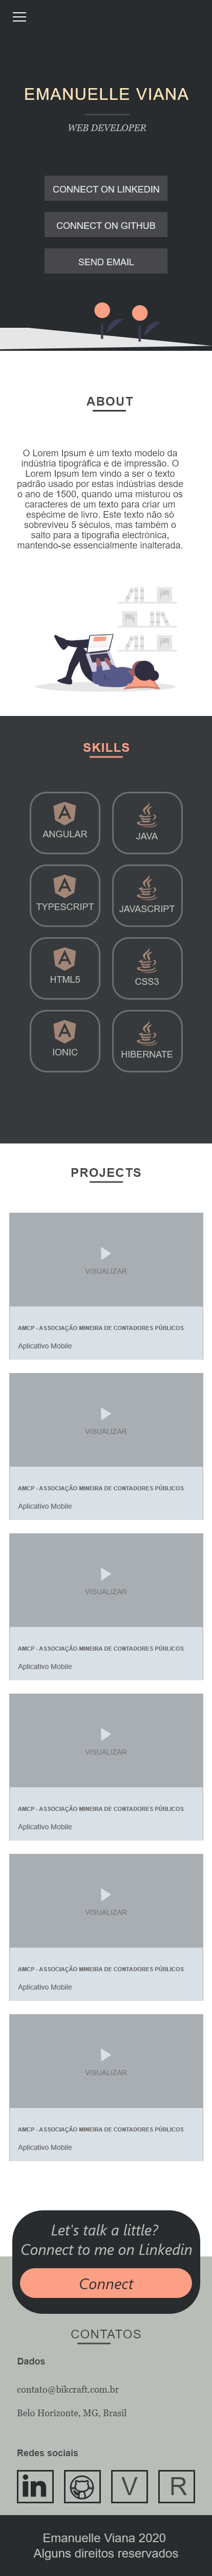 EMANUELLE VIANA
WEB DEVELOPER
CONNECT ON LINKEDIN
CONNECT ON GITHUB
SEND EMAIL
ABOUT
O Lorem Ipsum é um texto modelo da
indústria tipográfica e de impressão. O
Lorem Ipsum tem vindo a ser o texto
padrão usado por estas indústrias desde
o ano de 1500, quando uma misturou os
caracteres de um texto para criar um
espécime de livro. Este texto não só
sobreviveu 5 séculos, mas também o
salto para a tipografia electrónica,
mantendo-se essencialmente inalterada.
SKILLS
ANGULAR
JAVA
TYPESCRIPT
JAVASCRIPT
HTML5
CSS3
IONIC
HIBERNATE
PROJECTS
VISUALIZAR
AMCP - ASSOCIAÇÃO MINEIRA DE CONTADORES PÚBLICOS
Aplicativo Mobile
VISUALIZAR
AMCP - ASSOCIAÇÃO MINEIRA DE CONTADORES PÚBLICOS
Aplicativo Mobile
VISUALIZAR
AMCP - ASSOCIAÇÃO MINEIRA DE CONTADORES PÚBLICOS
Aplicativo Mobile
VISUALIZAR
AMCP - ASSOCIAÇÃO MINEIRA DE CONTADORES PÚBLICOS
Aplicativo Mobile
VISUALIZAR
AMCP - ASSOCIAÇÃO MINEIRA DE CONTADORES PÚBLICOS
Aplicativo Mobile
VISUALIZAR
AMCP - ASSOCIAÇÃO MINEIRA DE CONTADORES PÚBLICOS
Aplicativo Mobile
Let's talk a little?
Connect to me on Linkedin
Connect
CONTATOS
Dados
contato@bikcraft.com.br
Belo Horizonte, MG, Brasil
Redes sociais
in V R
Emanuelle Viana 2020
Alguns direitos reservados